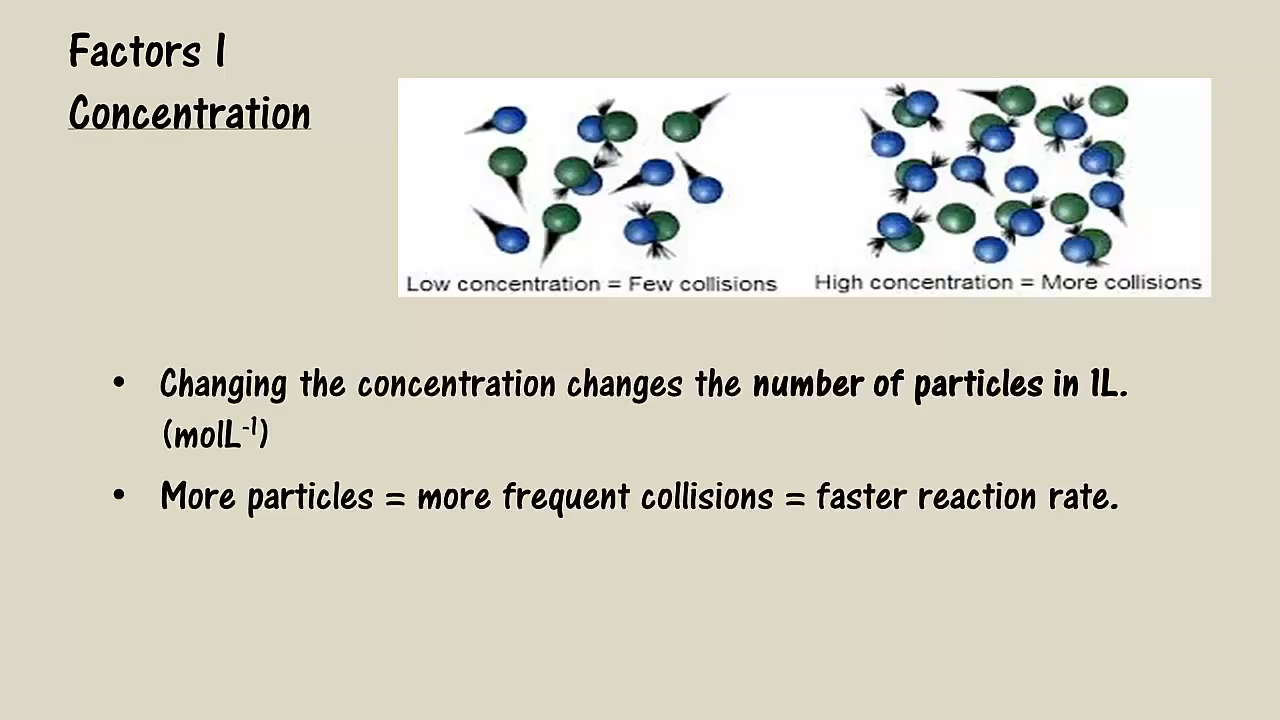 Factors I
Concentration
Low concentration = Few collisions
High concentration = More collisions
• Changing the concentration changes the number of particles in 1L.
(molL⁻¹)
• More particles = more frequent collisions = faster reaction rate.